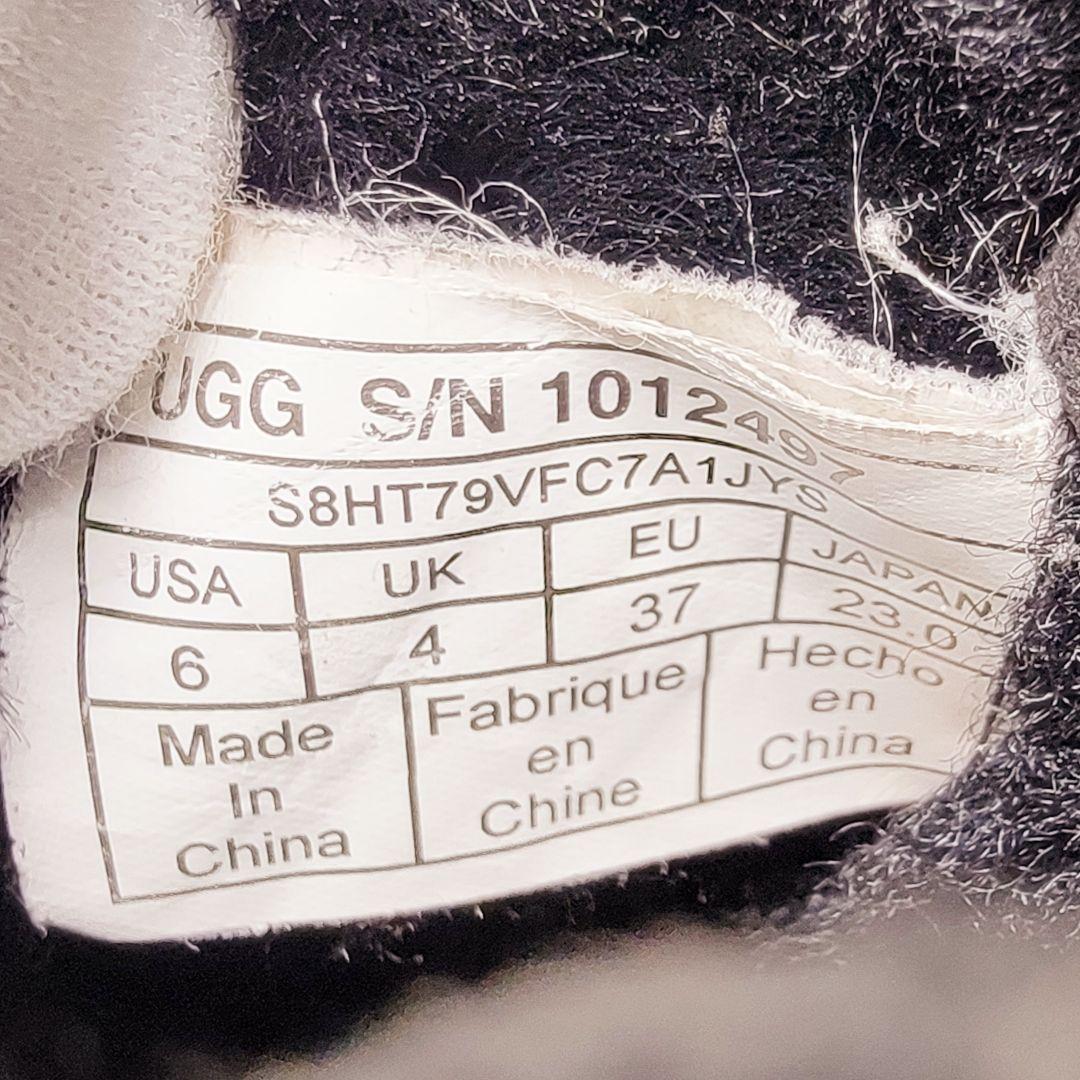 UGG S/N 1012497
S8HT79VFC7A1JYS
USA UK EU JAPAN
6 4 37 23.0
Made
In
China
Fabrique
en
Chine
Hecho
en
China